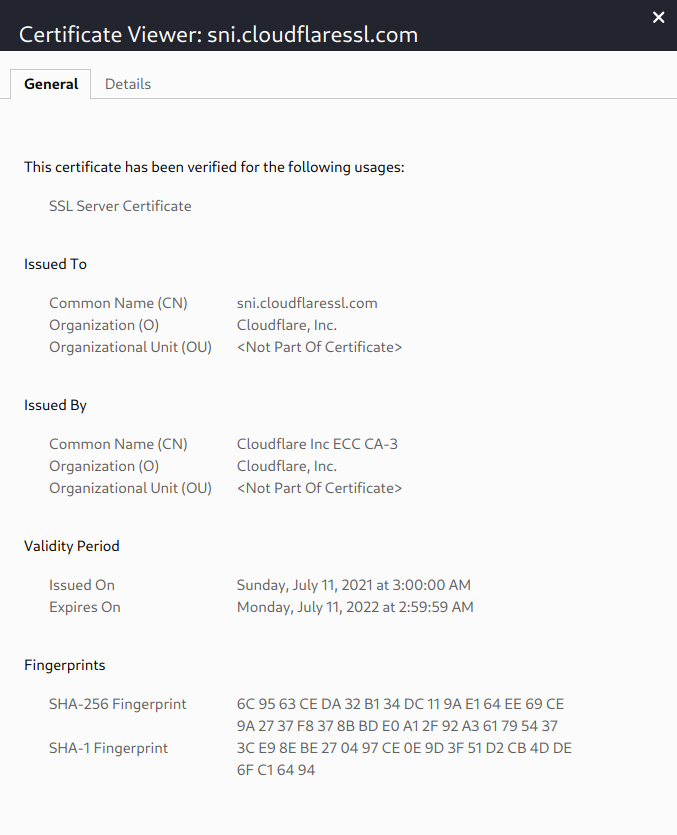 Certificate Viewer: sni.cloudflaressl.com
General Details
This certificate has been verified for the following usages:
SSL Server Certificate
Issued To
Common Name (CN) sni.cloudflaressl.com
Organization (O) Cloudflare, Inc.
Organizational Unit (OU) <Not Part Of Certificate>
Issued By
Common Name (CN) Cloudflare Inc ECC CA-3
Organization (O) Cloudflare, Inc.
Organizational Unit (OU) <Not Part Of Certificate>
Validity Period
Issued On Sunday, July 11, 2021 at 3:00:00 AM
Expires On Monday, July 11, 2022 at 2:59:59 AM
Fingerprints
SHA-256 Fingerprint 6C 95 63 CE DA 32 B1 34 DC 11 9A E1 64 EE 69 CE
9A 27 37 F8 37 8B BD E0 A1 2F 92 A3 61 79 54 37
SHA-1 Fingerprint 3C E9 8E BE 27 04 97 CE 0E 9D 3F 51 D2 CB 4D DE
6F C1 64 94